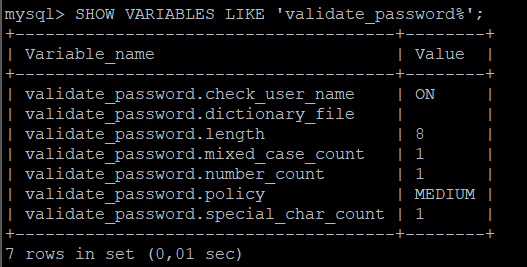 mysql> SHOW VARIABLES LIKE 'validate_password%';
+--------------------------------------+--------+
| Variable_name                        | Value  |
+--------------------------------------+--------+
| validate_password.check_user_name    | ON     |
| validate_password.dictionary_file    |        |
| validate_password.length             | 8      |
| validate_password.mixed_case_count   | 1      |
| validate_password.number_count       | 1      |
| validate_password.policy             | MEDIUM |
| validate_password.special_char_count | 1      |
+--------------------------------------+--------+
7 rows in set (0,01 sec)